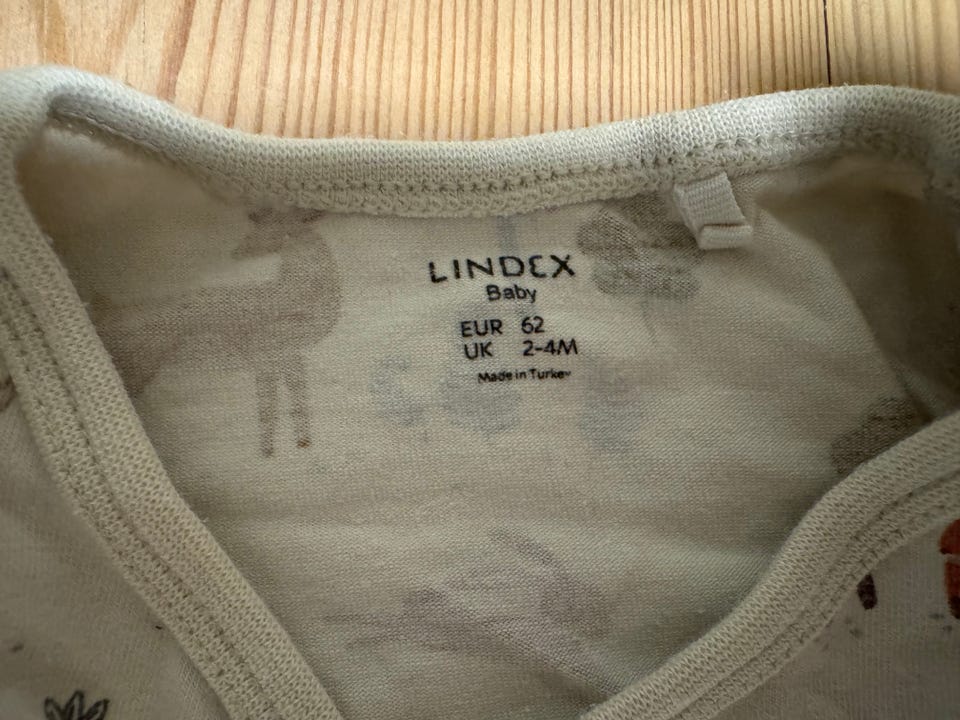 LINDEX
Baby
EUR 62
UK 2-4M
Made in Turkey